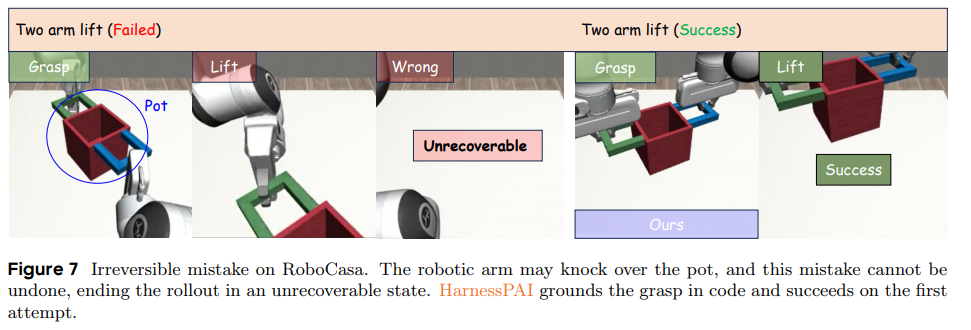 Two arm lift (Failed)
Two arm lift (Success)
Grasp
Lift
Wrong
Grasp
Lift
Pot
Unrecoverable
Success
Ours
Figure 7 Irreversible mistake on RoboCasa. The robotic arm may knock over the pot, and this mistake cannot be
undone, ending the rollout in an unrecoverable state. HarnessPAI grounds the grasp in code and succeeds on the first
attempt.